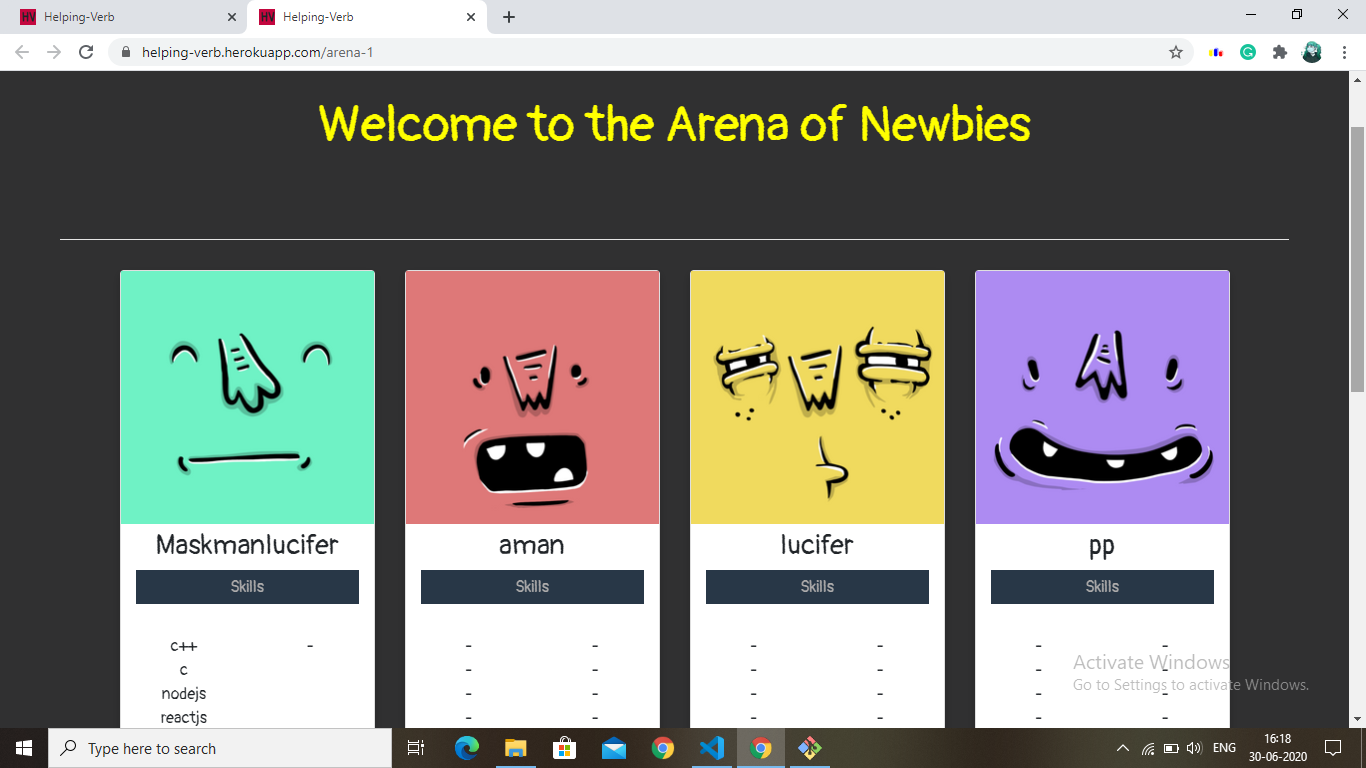 HV Helping-Verb
HV Helping-Verb
helping-verb.herokuapp.com/arena-1
Welcome to the Arena of Newbies
Maskmanlucifer aman lucifer pp
Skills Skills Skills Skills
c++ - - - - - - -
c - - - - - -
nodejs - - - - - -
reactjs - - - - - -
Activate Windows
Go to Settings to activate Windows.
Type here to search
ENG
16:18
30-06-2020